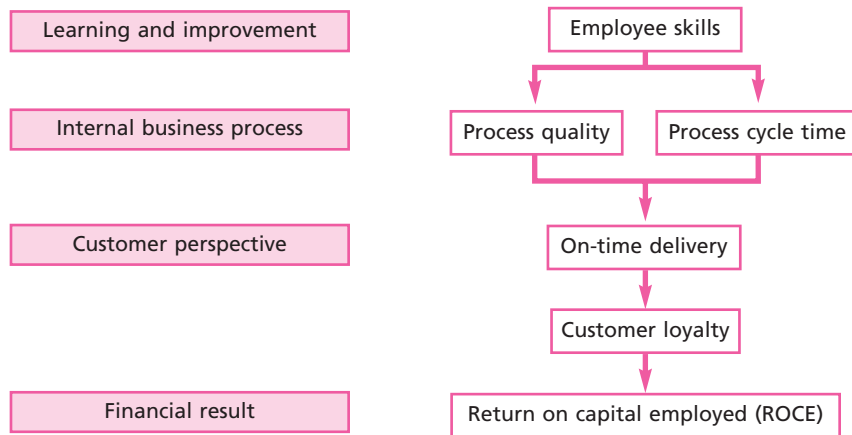 Learning and improvement
Employee skills
Internal business process
Process quality
Process cycle time
Customer perspective
On-time delivery
Customer loyalty
Financial result
Return on capital employed (ROCE)